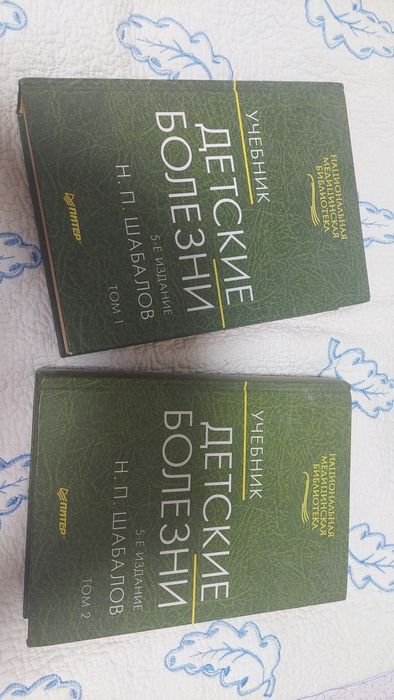 НАЦИОНАЛЬНАЯ
МЕДИЦИНСКАЯ
БИБЛИОТЕКА
УЧЕБНИК
ДЕТСКИЕ
БОЛЕЗНИ
5-Е ИЗДАНИЕ
Н. П. ШАБАЛОВ
ТОМ 1
ПИТЕР
НАЦИОНАЛЬНАЯ
МЕДИЦИНСКАЯ
БИБЛИОТЕКА
УЧЕБНИК
ДЕТСКИЕ
БОЛЕЗНИ
5-Е ИЗДАНИЕ
Н. П. ШАБАЛОВ
ТОМ 2
ПИТЕР